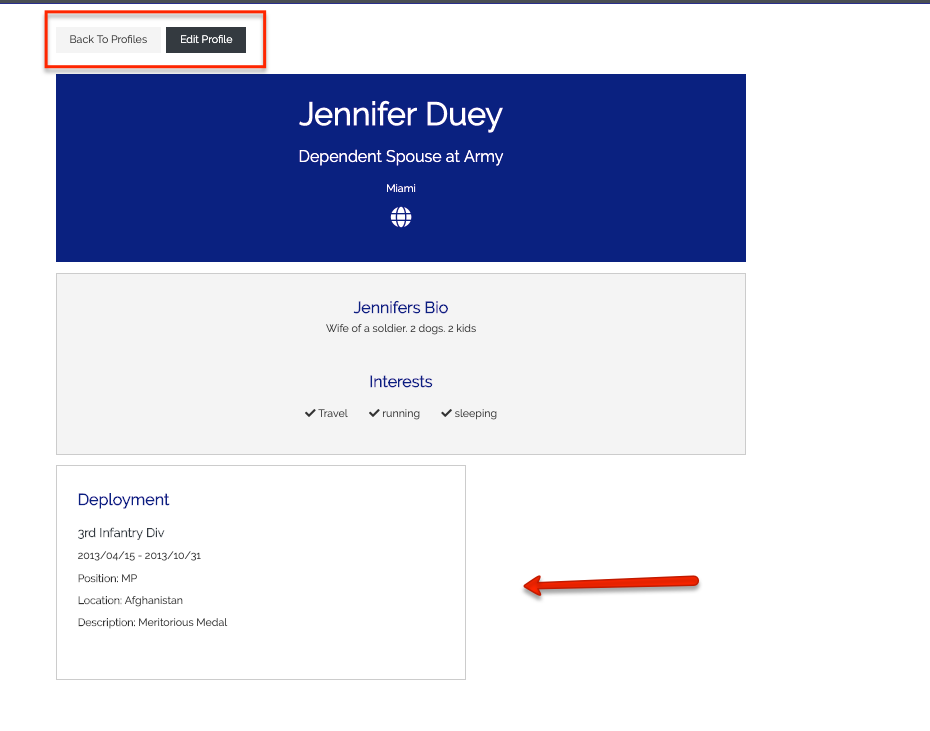 Back To Profiles Edit Profile
Jennifer Duey
Dependent Spouse at Army
Miami
Jennifers Bio
Wife of a soldier. 2 dogs. 2 kids
Interests
Travel running sleeping
Deployment
3rd Infantry Div
2013/04/15 - 2013/10/31
Position: MP
Location: Afghanistan
Description: Meritorious Medal